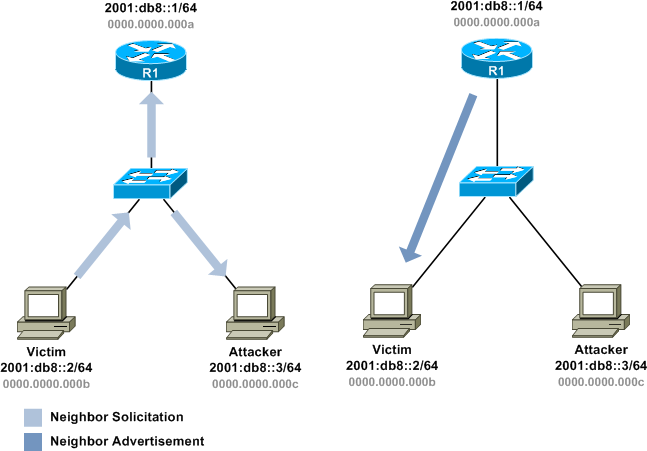 2001:db8::1/64
0000.0000.000a
R1
Victim
2001:db8::2/64
0000.0000.000b
Attacker
2001:db8::3/64
0000.0000.000c
2001:db8::1/64
0000.0000.000a
R1
Victim
2001:db8::2/64
0000.0000.000b
Attacker
2001:db8::3/64
0000.0000.000c
Neighbor Solicitation
Neighbor Advertisement